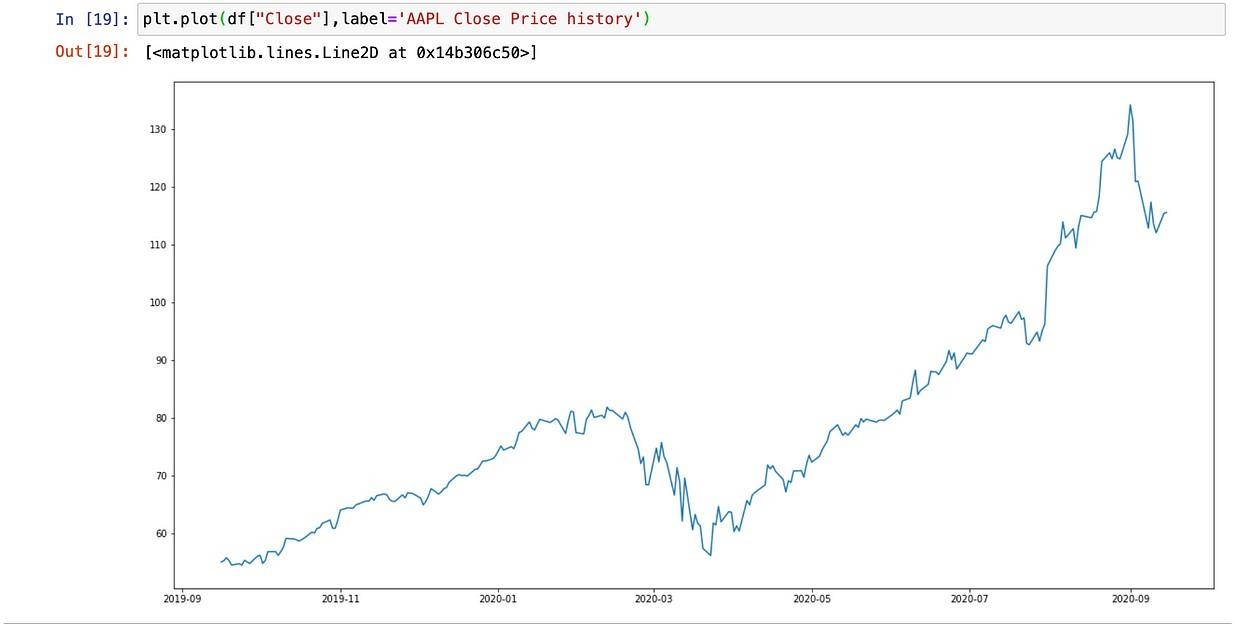 In [19]: plt.plot(df["Close"],label='AAPL Close Price history')
Out[19]: [<matplotlib.lines.Line2D at 0x14b306c50>]
130
120
110
100
90
80
70
60
2019-09 2019-11 2020-01 2020-03 2020-05 2020-07 2020-09